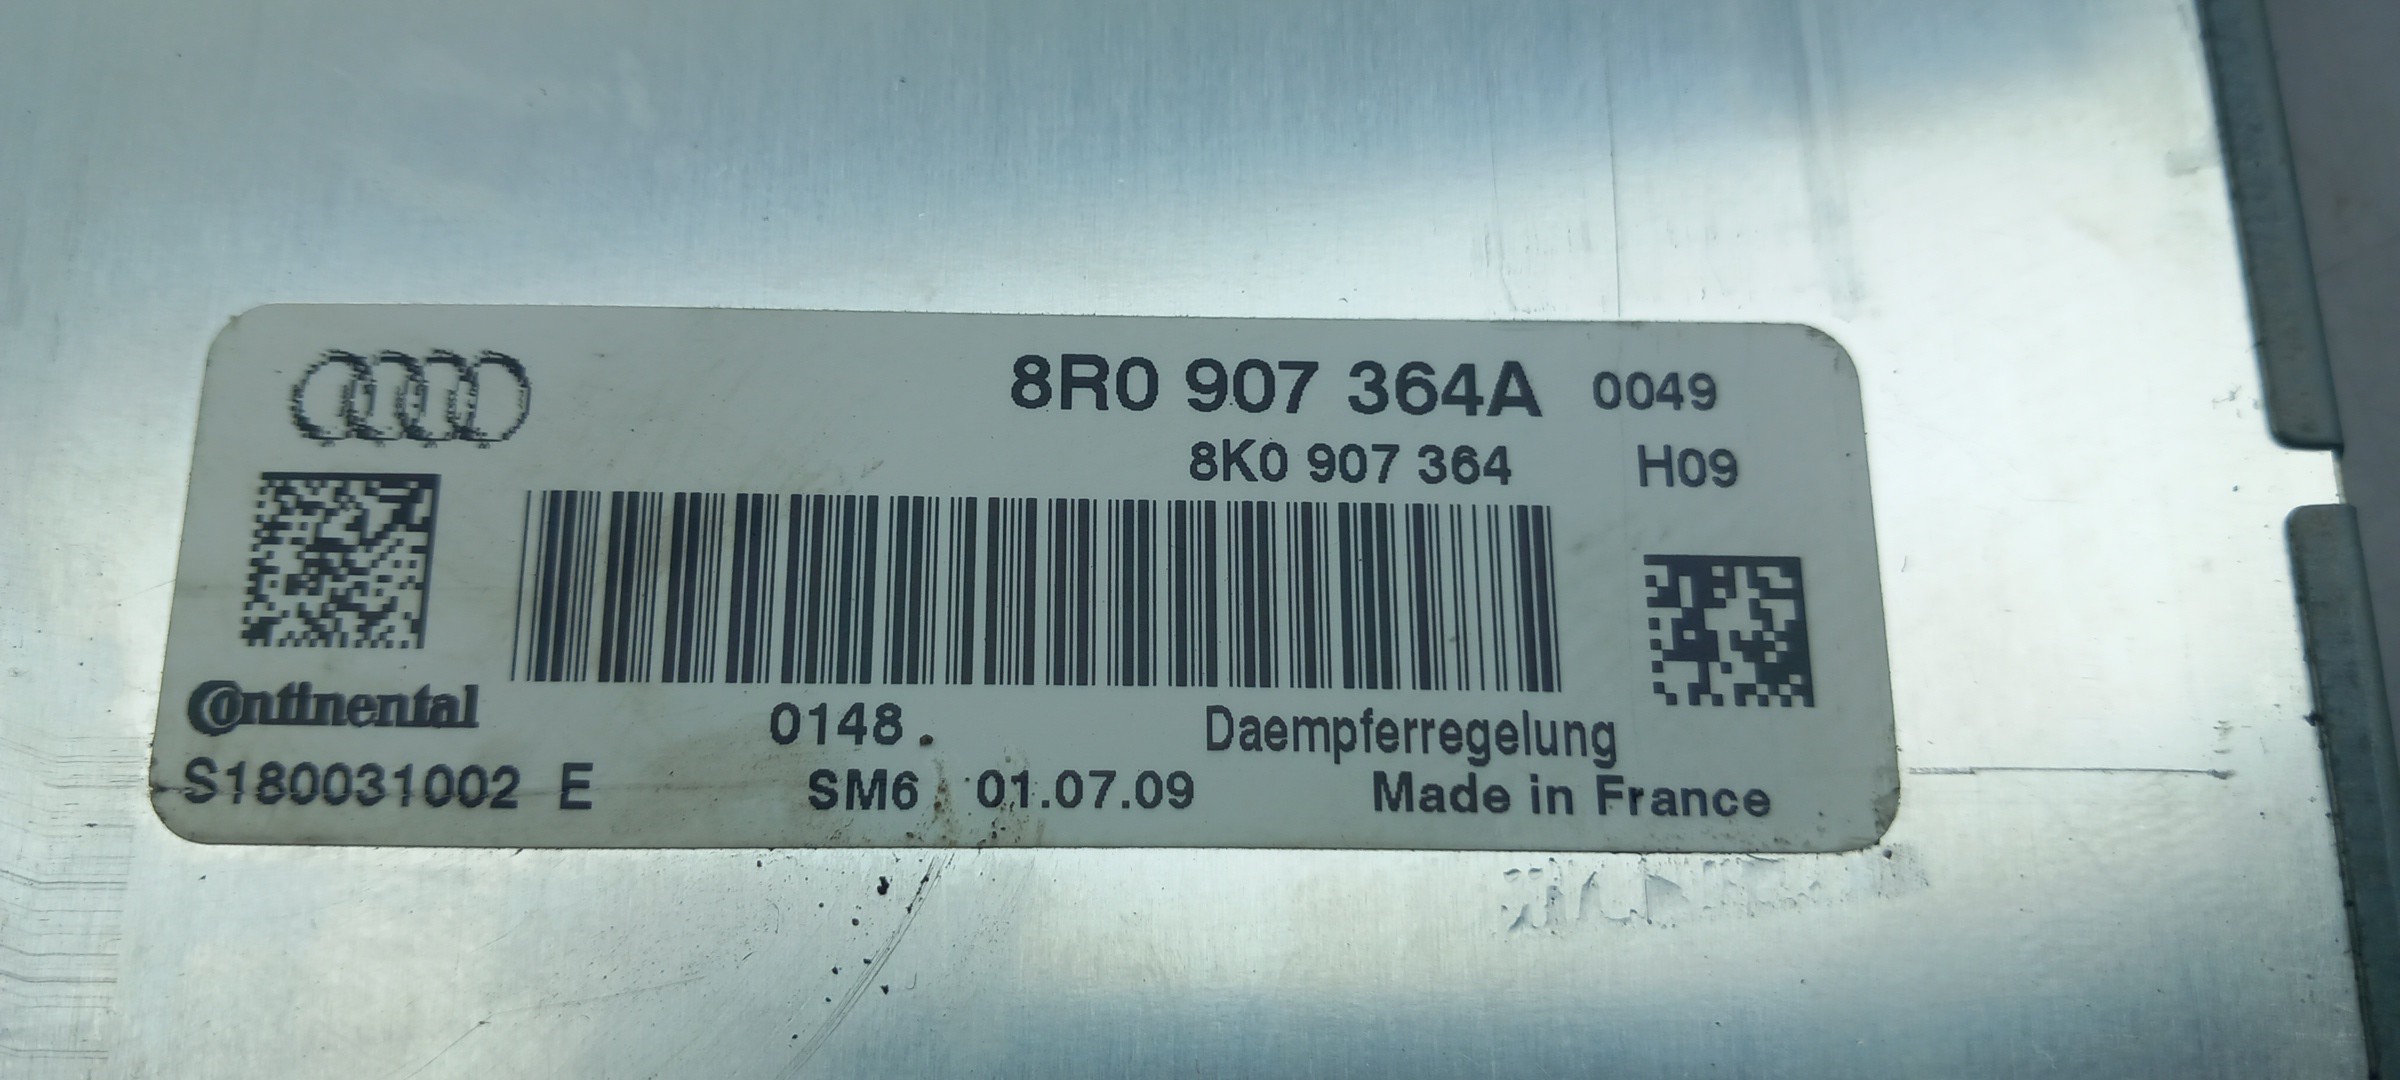 8R0 907 364A 0049
8K0 907 364 H09
Continental
0148 Daempferregelung
S180031002 E SM6 01.07.09 Made in France